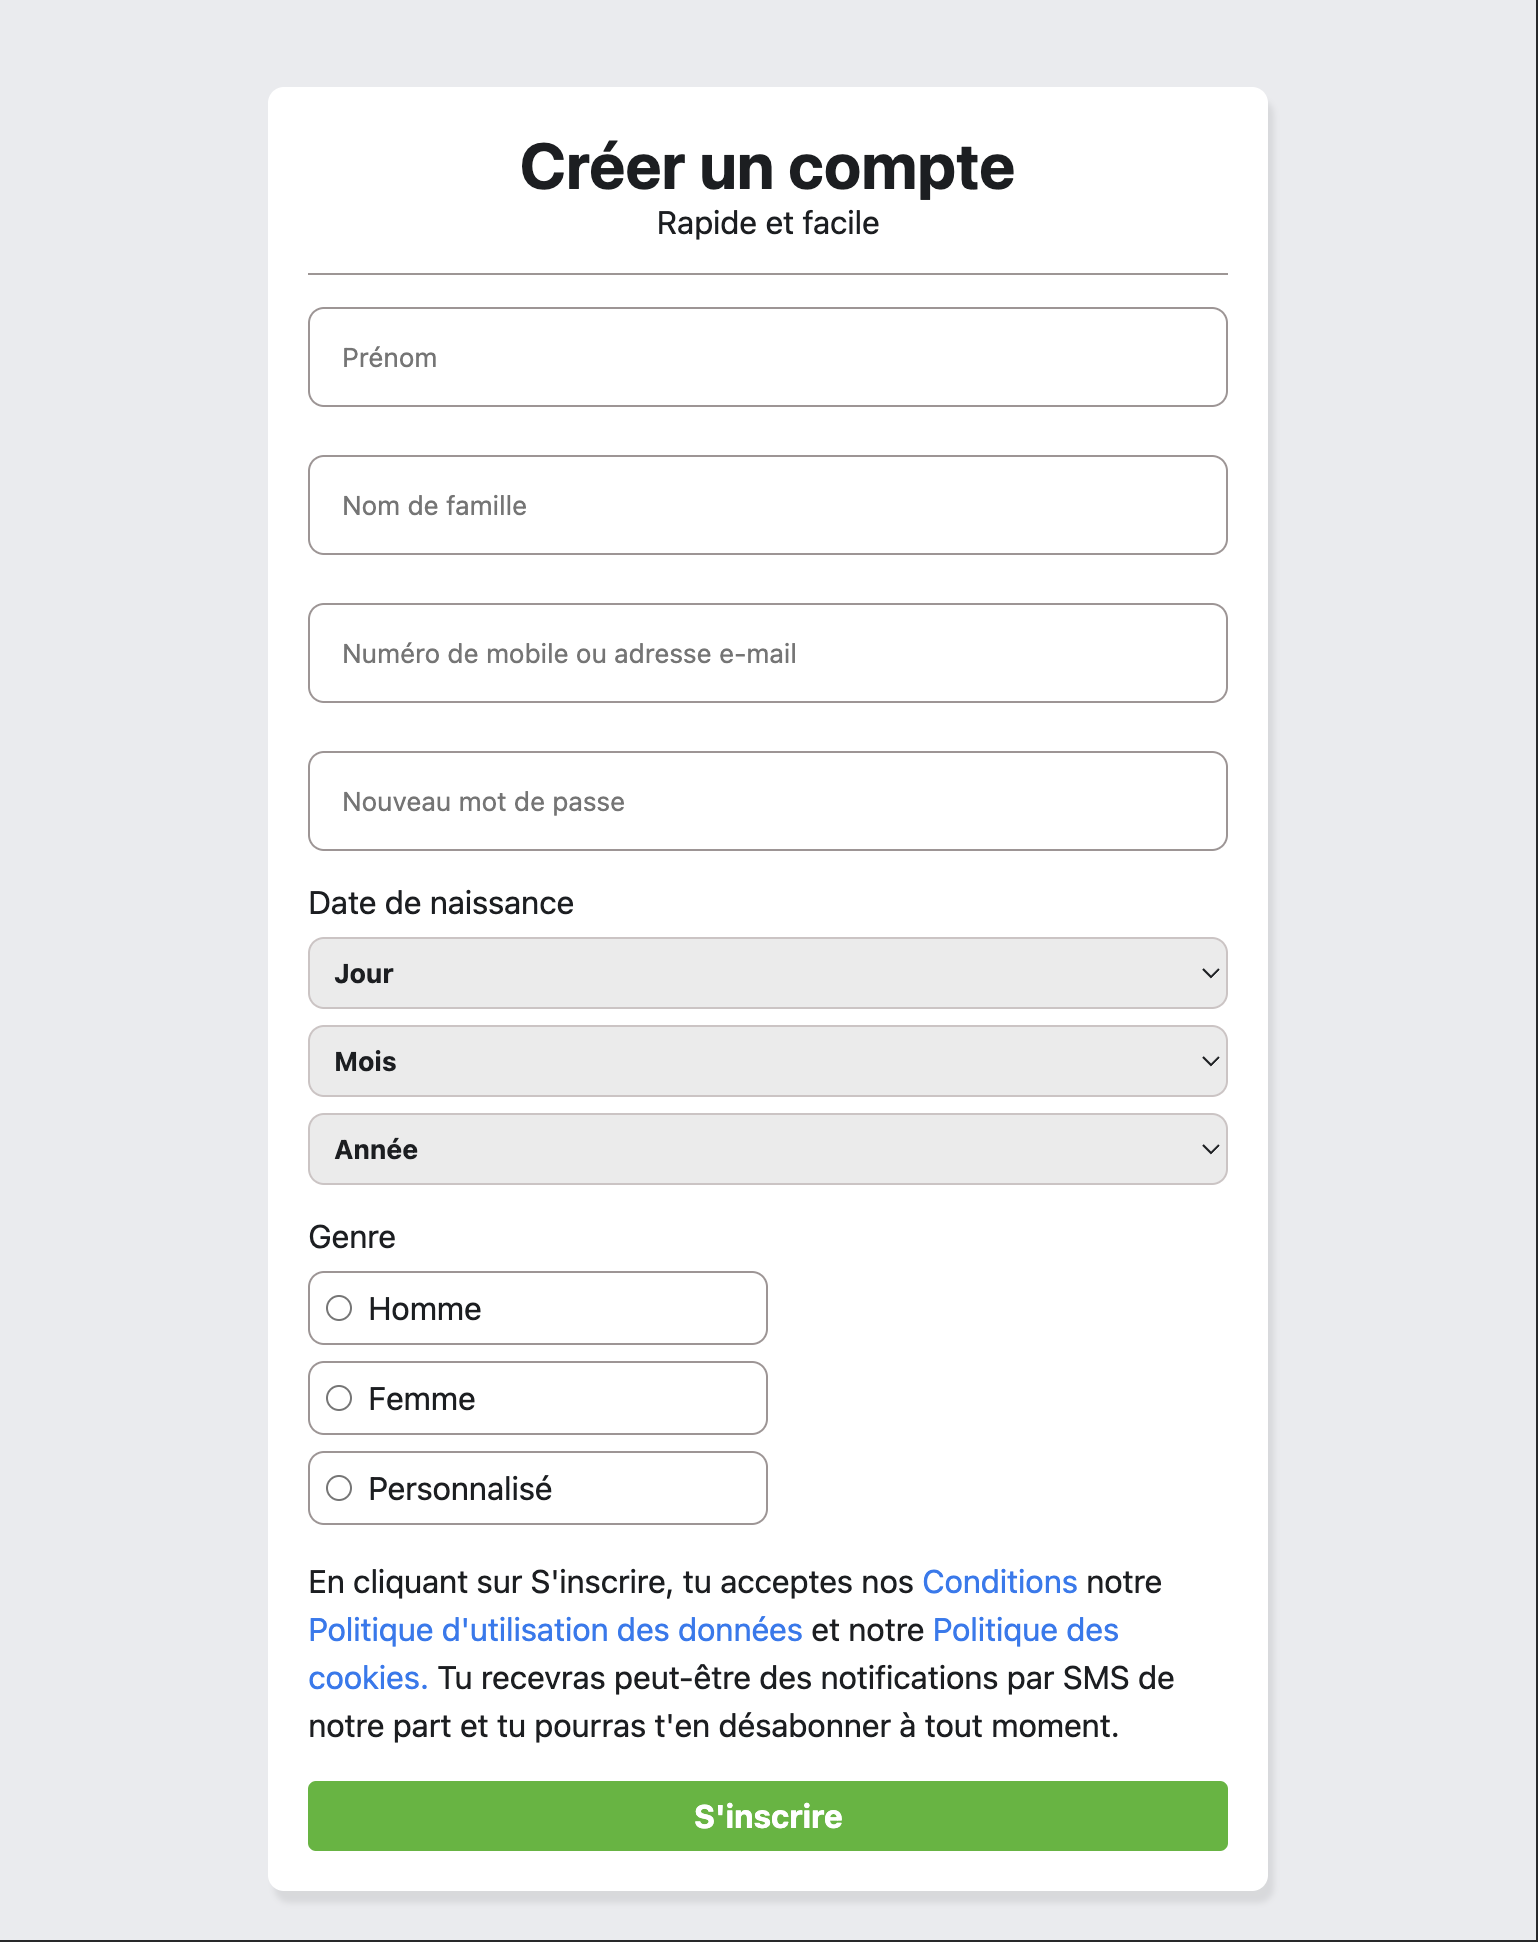 Créer un compte
Rapide et facile
Prénom
Nom de famille
Numéro de mobile ou adresse e-mail
Nouveau mot de passe
Date de naissance
Jour
Mois
Année
Genre
Homme
Femme
Personnalisé
En cliquant sur S'inscrire, tu acceptes nos Conditions notre
Politique d'utilisation des données et notre Politique des
cookies. Tu recevras peut-être des notifications par SMS de
notre part et tu pourras t'en désabonner à tout moment.
S'inscrire